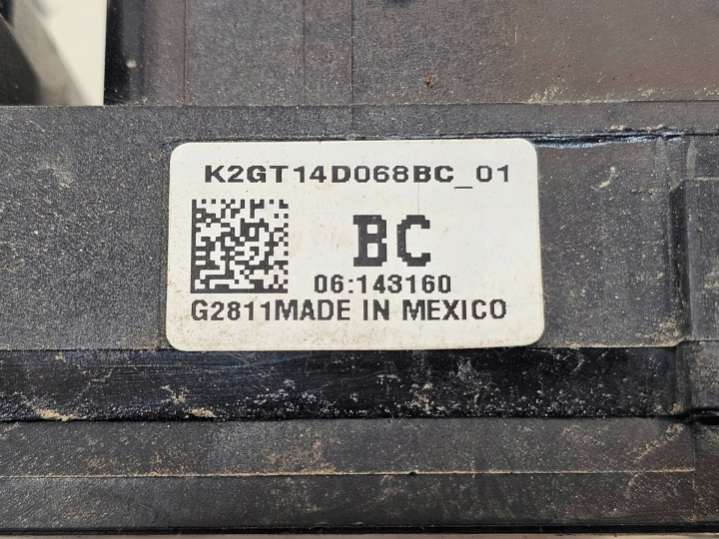 K2GT14D068BC_01
BC
06:143160
G2811MADE IN MEXICO